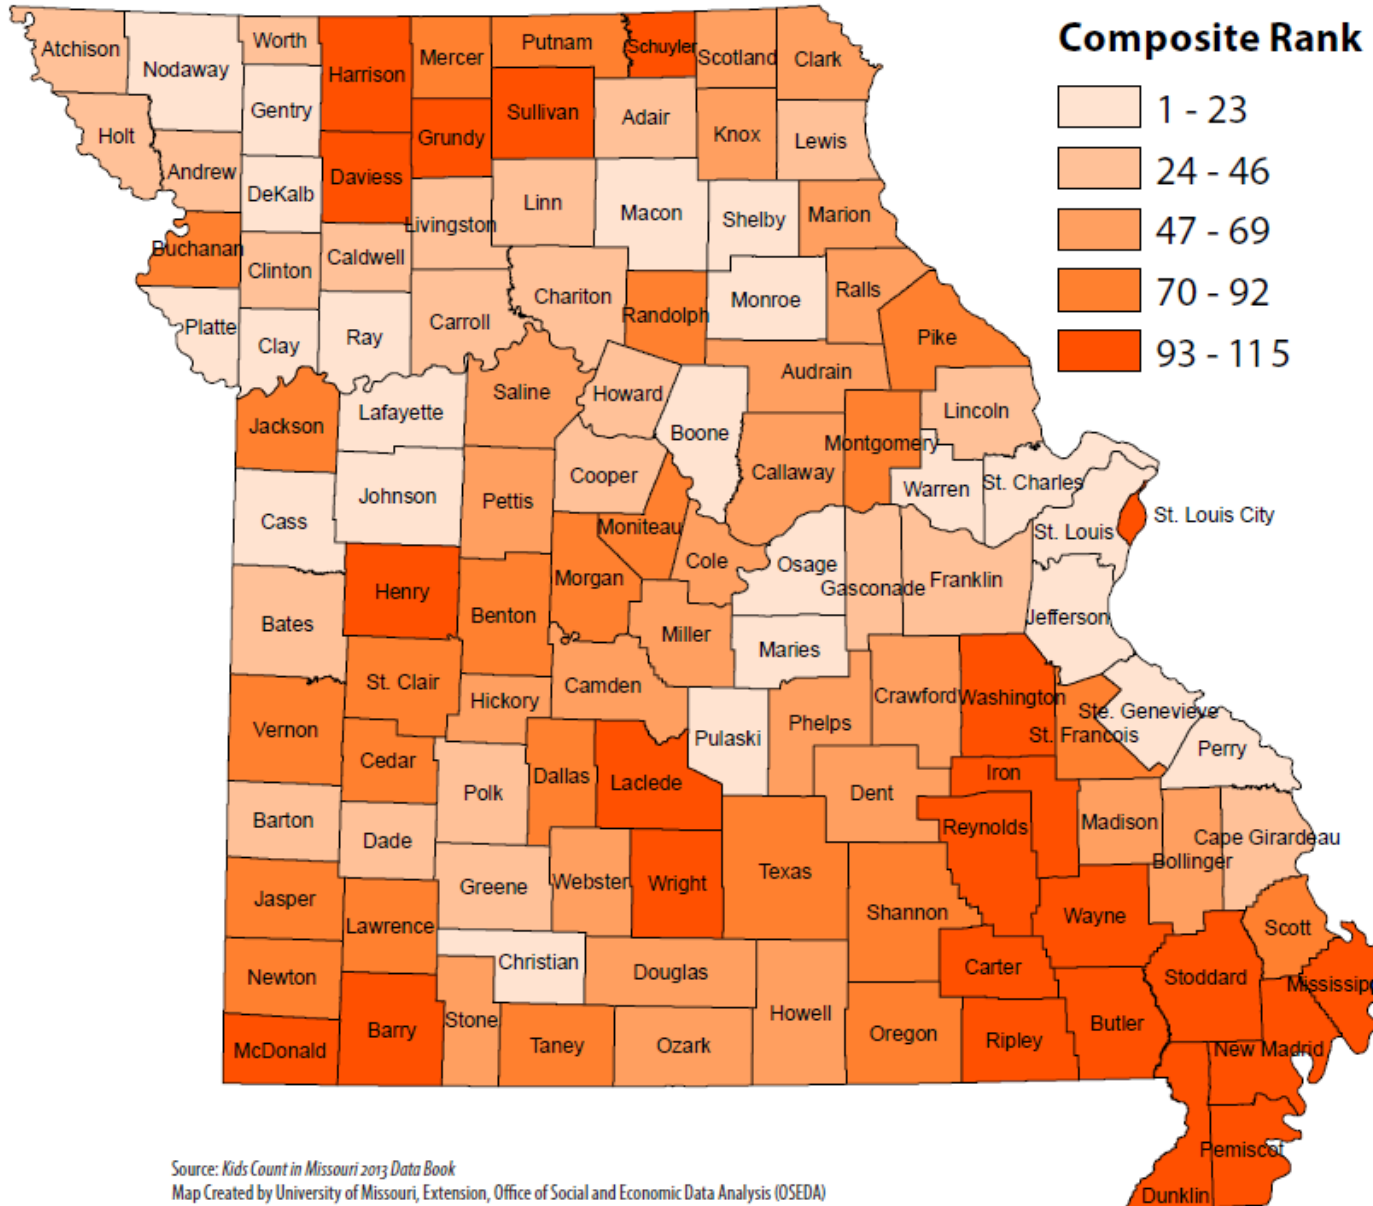 Composite Rank
1 - 23
24 - 46
47 - 69
70 - 92
93 - 115
Atchison
Nodaway
Worth
Harrison
Mercer
Putnam
Schuyler
Scotland
Clark
Gentry
Sullivan
Adair
Holt
Grundy
Knox
Lewis
Andrew
DeKalb
Daviess
Livingston
Linn
Macon
Shelby
Marion
Buchanan
Clinton
Caldwell
Chariton
Randolph
Monroe
Ralls
Platte
Clay
Ray
Carroll
Pike
Audrain
Saline
Howard
Jackson
Lafayette
Boone
Lincoln
Montgomery
Callaway
Cooper
Johnson
Pettis
Warren
St. Charles
Cass
Moniteau
St. Louis
St. Louis City
Cole
Osage
Henry
Morgan
Gasconade
Franklin
Bates
Benton
Miller
Jefferson
Maries
St. Clair
Camden
Hickory
Crawford
Washington
Ste. Genevieve
Vernon
Pulaski
Phelps
St. Francois
Perry
Cedar
Dallas
Laclede
Iron
Polk
Dent
Barton
Dade
Reynolds
Madison
Cape Girardeau
Bollinger
Greene
Webster
Wright
Texas
Jasper
Lawrence
Shannon
Wayne
Scott
Christian
Douglas
Carter
Newton
Stoddard
Mississipp
Howell
Barry
Stone
Taney
Ozark
Oregon
Ripley
Butler
McDonald
New Madrid
Pemiscot
Dunklin
Source: Kids Count in Missouri 2013 Data Book
Map Created by University of Missouri, Extension, Office of Social and Economic Data Analysis (OSEDA)